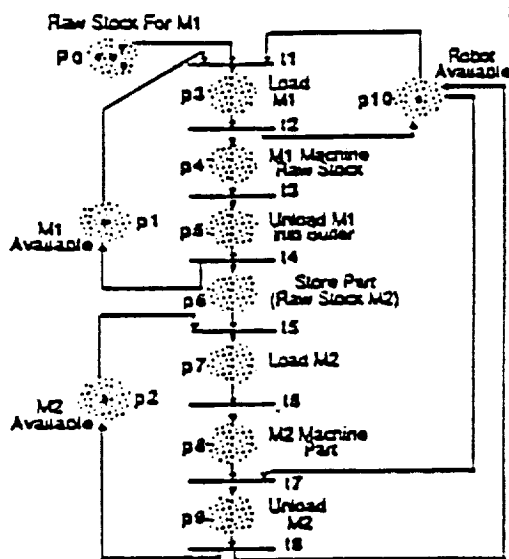 Raw Stock For M1
p0
t1
Robot
Available
p3
Load
M1
p10
t2
p4
M1 Machine
Raw Stock
t3
M1
Available
p1
p5
Unload M1
into Buffer
t4
p6
Store Part
(Raw Stock M2)
t5
p7
Load M2
M2
Available
p2
t6
p8
M2 Machine
Part
t7
p9
Unload
M2
t8